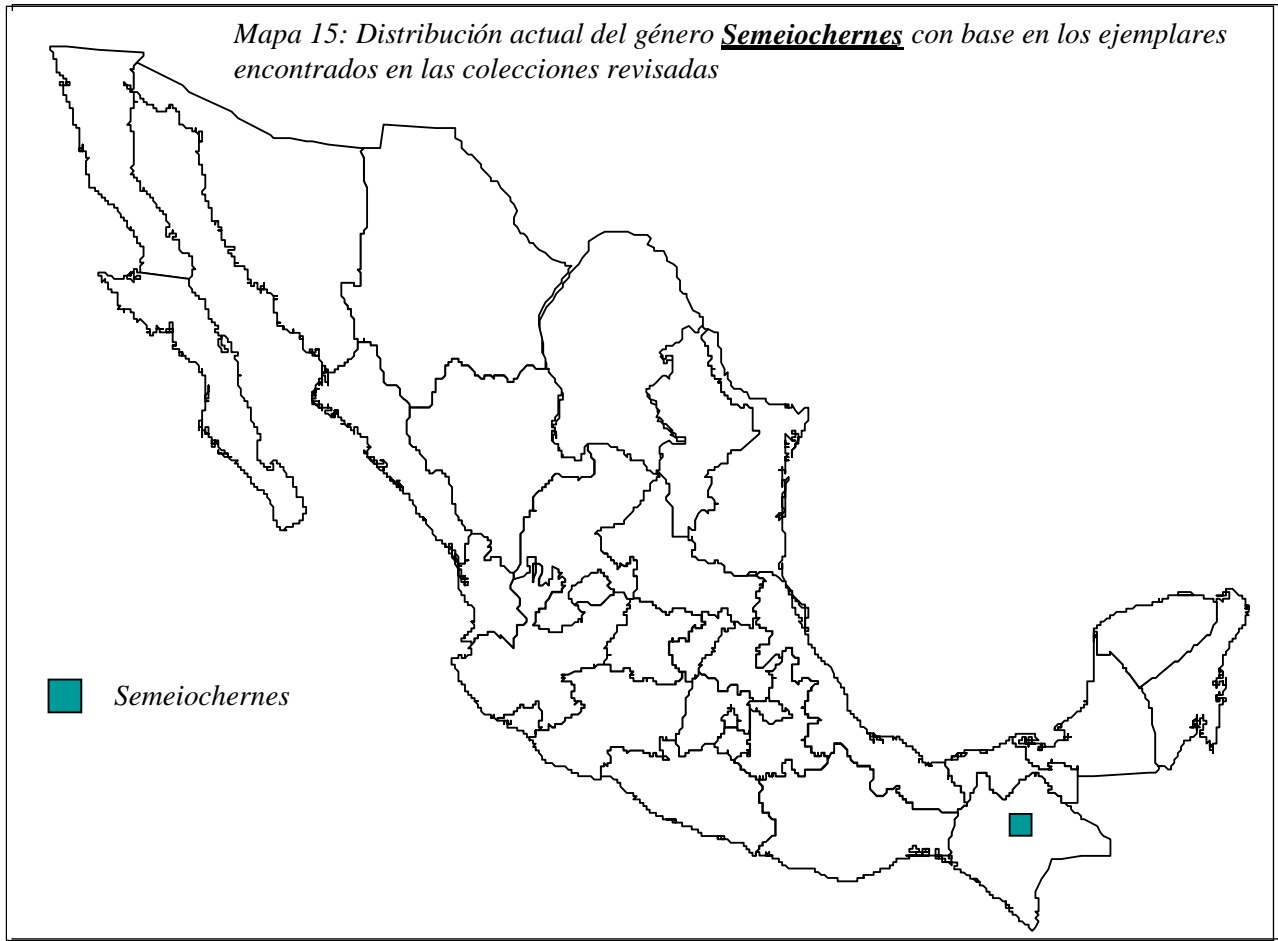 Mapa 15: Distribución actual del género Semeiochernes con base en los ejemplares
encontrados en las colecciones revisadas
Semeiochernes